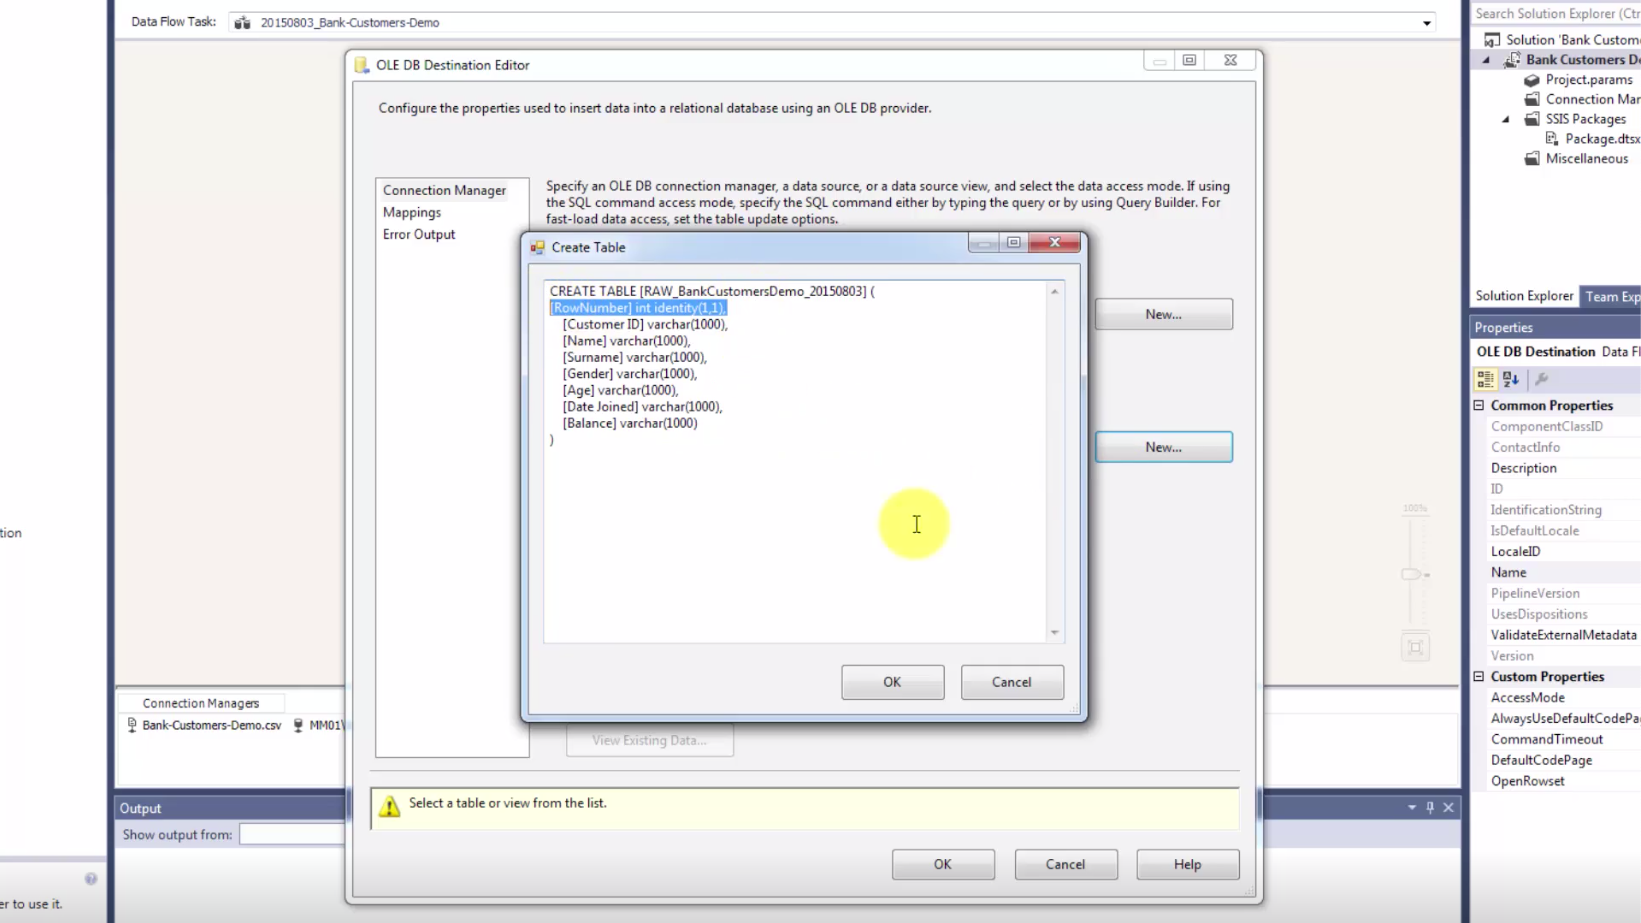 Data Flow Task:
20150803_Bank-Customers-Demo
OLE DB Destination Editor
Configure the properties used to insert data into a relational database using an OLE DB provider.
Connection Manager
Mappings
Error Output
Specify an OLE DB connection manager, a data source, or a data source view, and select the data access mode. If using
the SQL command access mode, specify the SQL command either by typing the query or by using Query Builder. For
fast-load data access, set the table update options.
Create Table
CREATE TABLE [RAW_BankCustomersDemo_20150803] (
[RowNumber] int identity(1,1),
[Customer ID] varchar(1000),
[Name] varchar(1000),
[Surname] varchar(1000),
[Gender] varchar(1000),
[Age] varchar(1000),
[Date Joined] varchar(1000),
[Balance] varchar(1000)
)
OK
Cancel
New...
New...
View Existing Data...
Select a table or view from the list.
OK
Cancel
Help
tion
er to use it.
Connection Managers
Bank-Customers-Demo.csv
MM01\
Output
Show output from:
100%
Search Solution Explorer (Ctr
Solution 'Bank Custom
Bank Customers De
Project.params
Connection Mar
SSIS Packages
Package.dtsx
Miscellaneous
Solution Explorer
Team Exp
Properties
OLE DB Destination Data Fl
Common Properties
ComponentClassID
ContactInfo
Description
ID
IdentificationString
IsDefaultLocale
LocaleID
Name
PipelineVersion
UsesDispositions
ValidateExternalMetadata
Version
Custom Properties
AccessMode
AlwaysUseDefaultCodePa
CommandTimeout
DefaultCodePage
OpenRowset